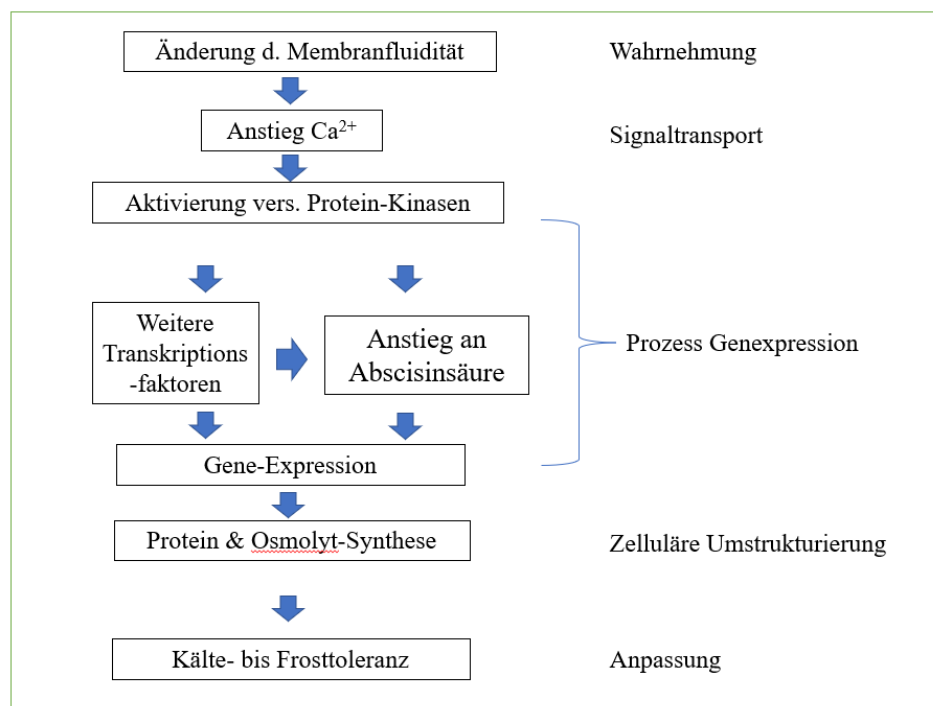 Änderung d. Membranfluidität
Wahrnehmung
Anstieg Ca²⁺
Signaltransport
Aktivierung vers. Protein-Kinasen
Weitere
Transkriptions
-faktoren
Anstieg an
Abscisinsäure
Prozess Genexpression
Gene-Expression
Protein & Osmolyt-Synthese
Zelluläre Umstrukturierung
Kälte- bis Frosttoleranz
Anpassung